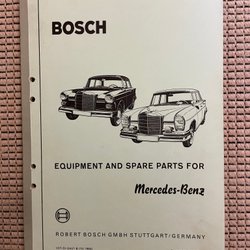 BOSCH
EQUIPMENT AND SPARE PARTS FOR
Mercedes-Benz
ROBERT BOSCH GMBH STUTTGART/GERMANY